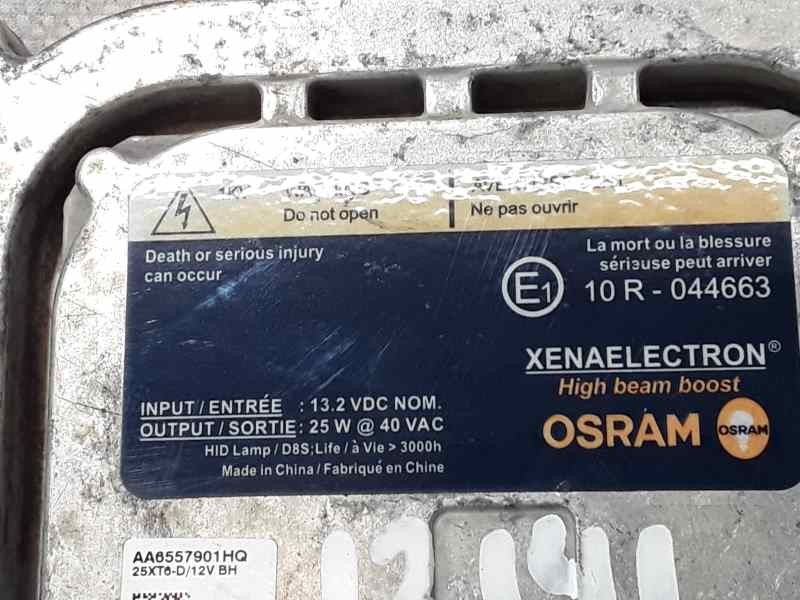 Do not open
Ne pas ouvrir
Death or serious injury
can occur
La mort ou la blessure
sérieuse peut arriver
E1 10 R - 044663
XENAELECTRON®
High beam boost
INPUT / ENTRÉE : 13.2 VDC NOM.
OUTPUT / SORTIE : 25 W @ 40 VAC
OSRAM OSRAM
HID Lamp / D8S; Life / à Vie > 3000h
Made in China / Fabriqué en Chine
AA6557901HQ
25XT6-D/12V BH